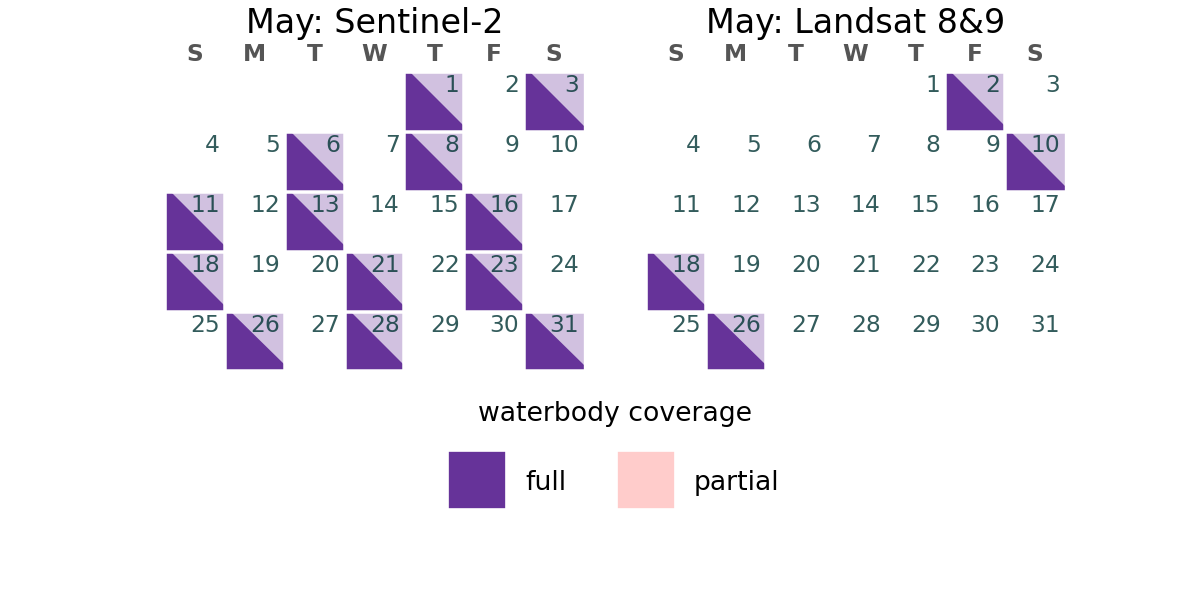 May: Sentinel-2
S M T W T F S
1 2 3
4 5 6 7 8 9 10
11 12 13 14 15 16 17
18 19 20 21 22 23 24
25 26 27 28 29 30 31
May: Landsat 8&9
S M T W T F S
1 2 3
4 5 6 7 8 9 10
11 12 13 14 15 16 17
18 19 20 21 22 23 24
25 26 27 28 29 30 31
waterbody coverage
full partial